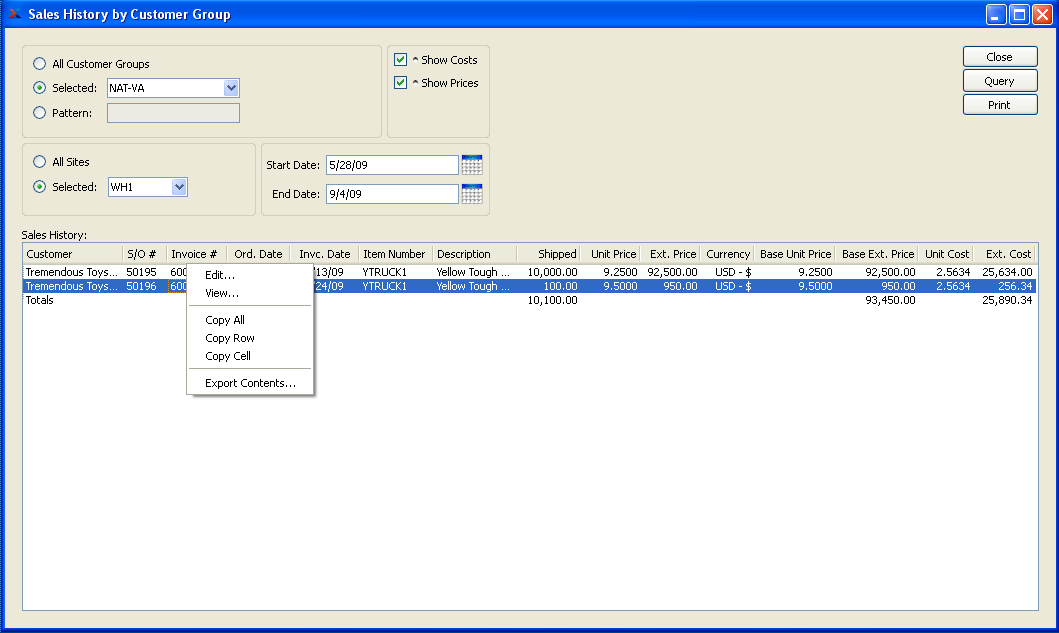 Sales History by Customer Group
All Customer Groups
Selected: NAT-VA
Pattern:
^ Show Costs
^ Show Prices
Close
Query
Print
All Sites
Selected: WH1
Start Date: 5/28/09
End Date: 9/4/09
Sales History:
Customer S/O # Invoice # Ord. Date Invc. Date Item Number Description Shipped Unit Price Ext. Price Currency Base Unit Price Base Ext. Price Unit Cost Ext. Cost
Tremendous Toys... 50195 600 13/09 YTRUCK1 Yellow Tough ... 10,000.00 9.2500 92,500.00 USD - $ 9.2500 92,500.00 2.5634 25,634.00
Tremendous Toys... 50196 600 /24/09 YTRUCK1 Yellow Tough ... 100.00 9.5000 950.00 USD - $ 9.5000 950.00 2.5634 256.34
Totals 10,100.00 93,450.00 25,890.34
Edit...
View...
Copy All
Copy Row
Copy Cell
Export Contents...